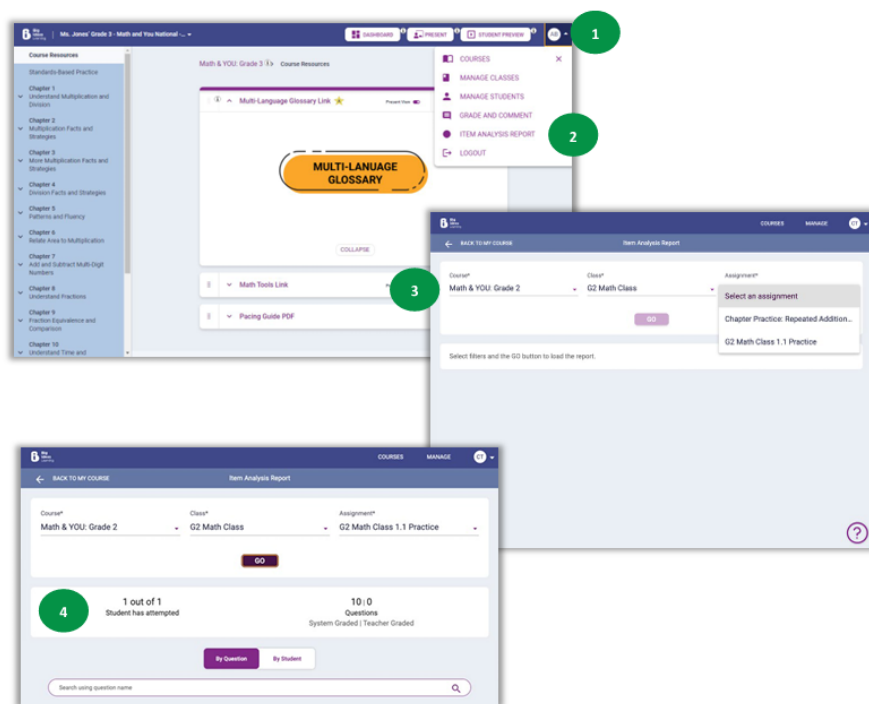 Big Ideas Learning
Ms. Jones' Grade 3 - Math and You National -...
DASHBOARD
PRESENT
STUDENT PREVIEW
AB
1
Course Resources
Standards-Based Practice
Chapter 1
Understand Multiplication and
Division
Chapter 2
Multiplication Facts and
Strategies
Chapter 3
More Multiplication Facts and
Strategies
Chapter 4
Division Facts and Strategies
Chapter 5
Patterns and Fluency
Chapter 6
Relate Area to Multiplication
Chapter 7
Add and Subtract Multi-Digit
Numbers
Chapter 8
Understand Fractions
Chapter 9
Fraction Equivalence and
Comparison
Chapter 10
Understand Time and
Math & YOU: Grade 3 Course Resources
Multi-Language Glossary Link
Present View
MULTI-LANUAGE
GLOSSARY
COLLAPSE
Math Tools Link
Pacing Guide PDF
COURSES
MANAGE CLASSES
MANAGE STUDENTS
GRADE AND COMMENT
ITEM ANALYSIS REPORT
LOGOUT
2
COURSES MANAGE CT
BACK TO MY COURSE Item Analysis Report
3
Course*
Math & YOU: Grade 2
Class*
G2 Math Class
Assignment*
Select an assignment
Chapter Practice: Repeated Addition...
G2 Math Class 1.1 Practice
GO
Select filters and the GO button to load the report.
?
COURSES MANAGE CT
BACK TO MY COURSE Item Analysis Report
Course*
Math & YOU: Grade 2
Class*
G2 Math Class
Assignment*
G2 Math Class 1.1 Practice
GO
4
1 out of 1
Student has attempted
10 | 0
Questions
System Graded | Teacher Graded
By Question By Student
Search using question name